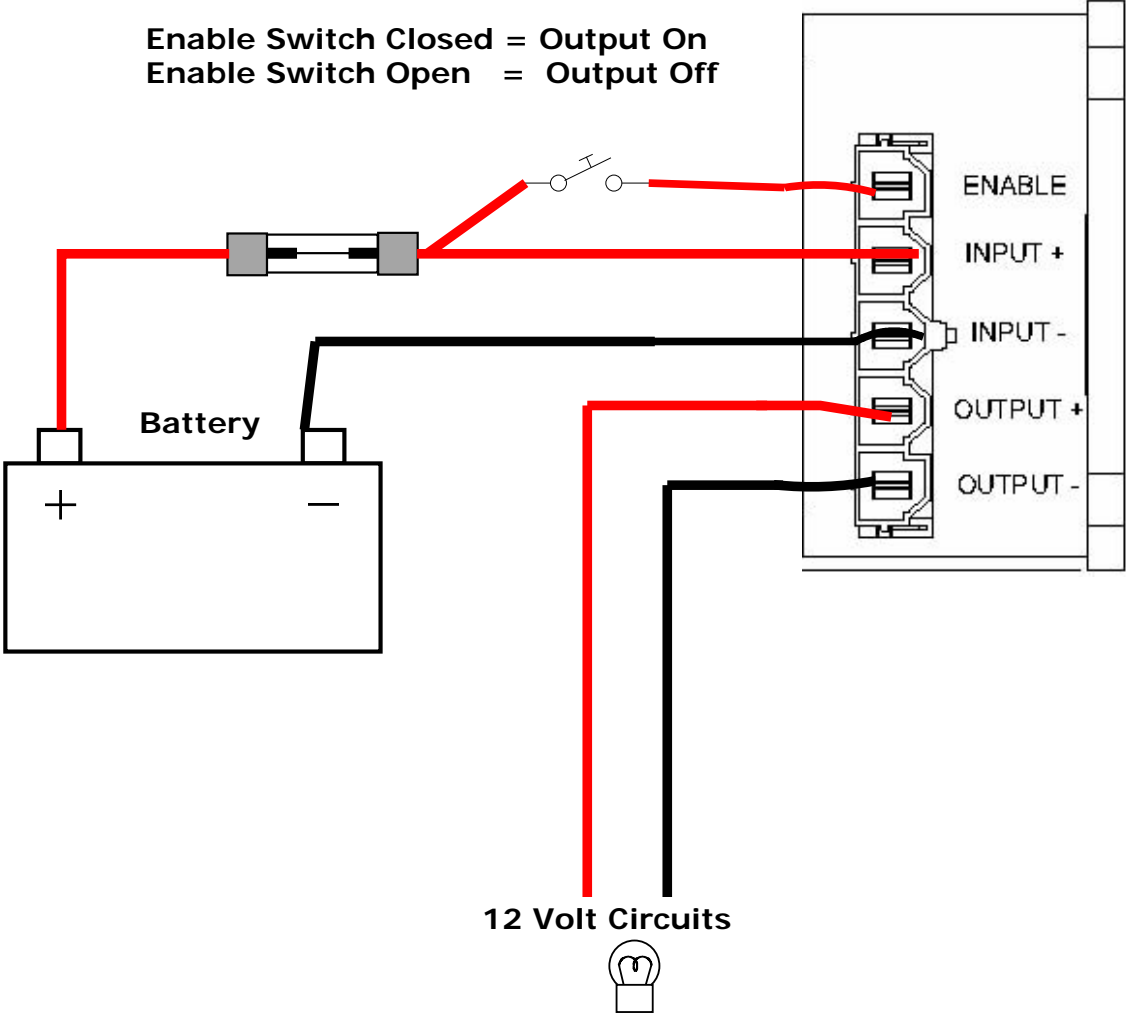 Enable Switch Closed = Output On
Enable Switch Open = Output Off
ENABLE
INPUT +
INPUT -
OUTPUT +
OUTPUT -
Battery
+ −
12 Volt Circuits